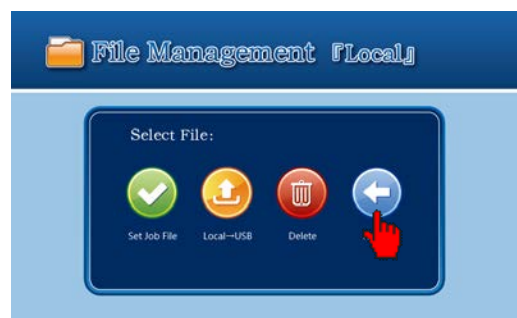 File Management 『Local』
Select File:
Set Job File Local→USB Delete